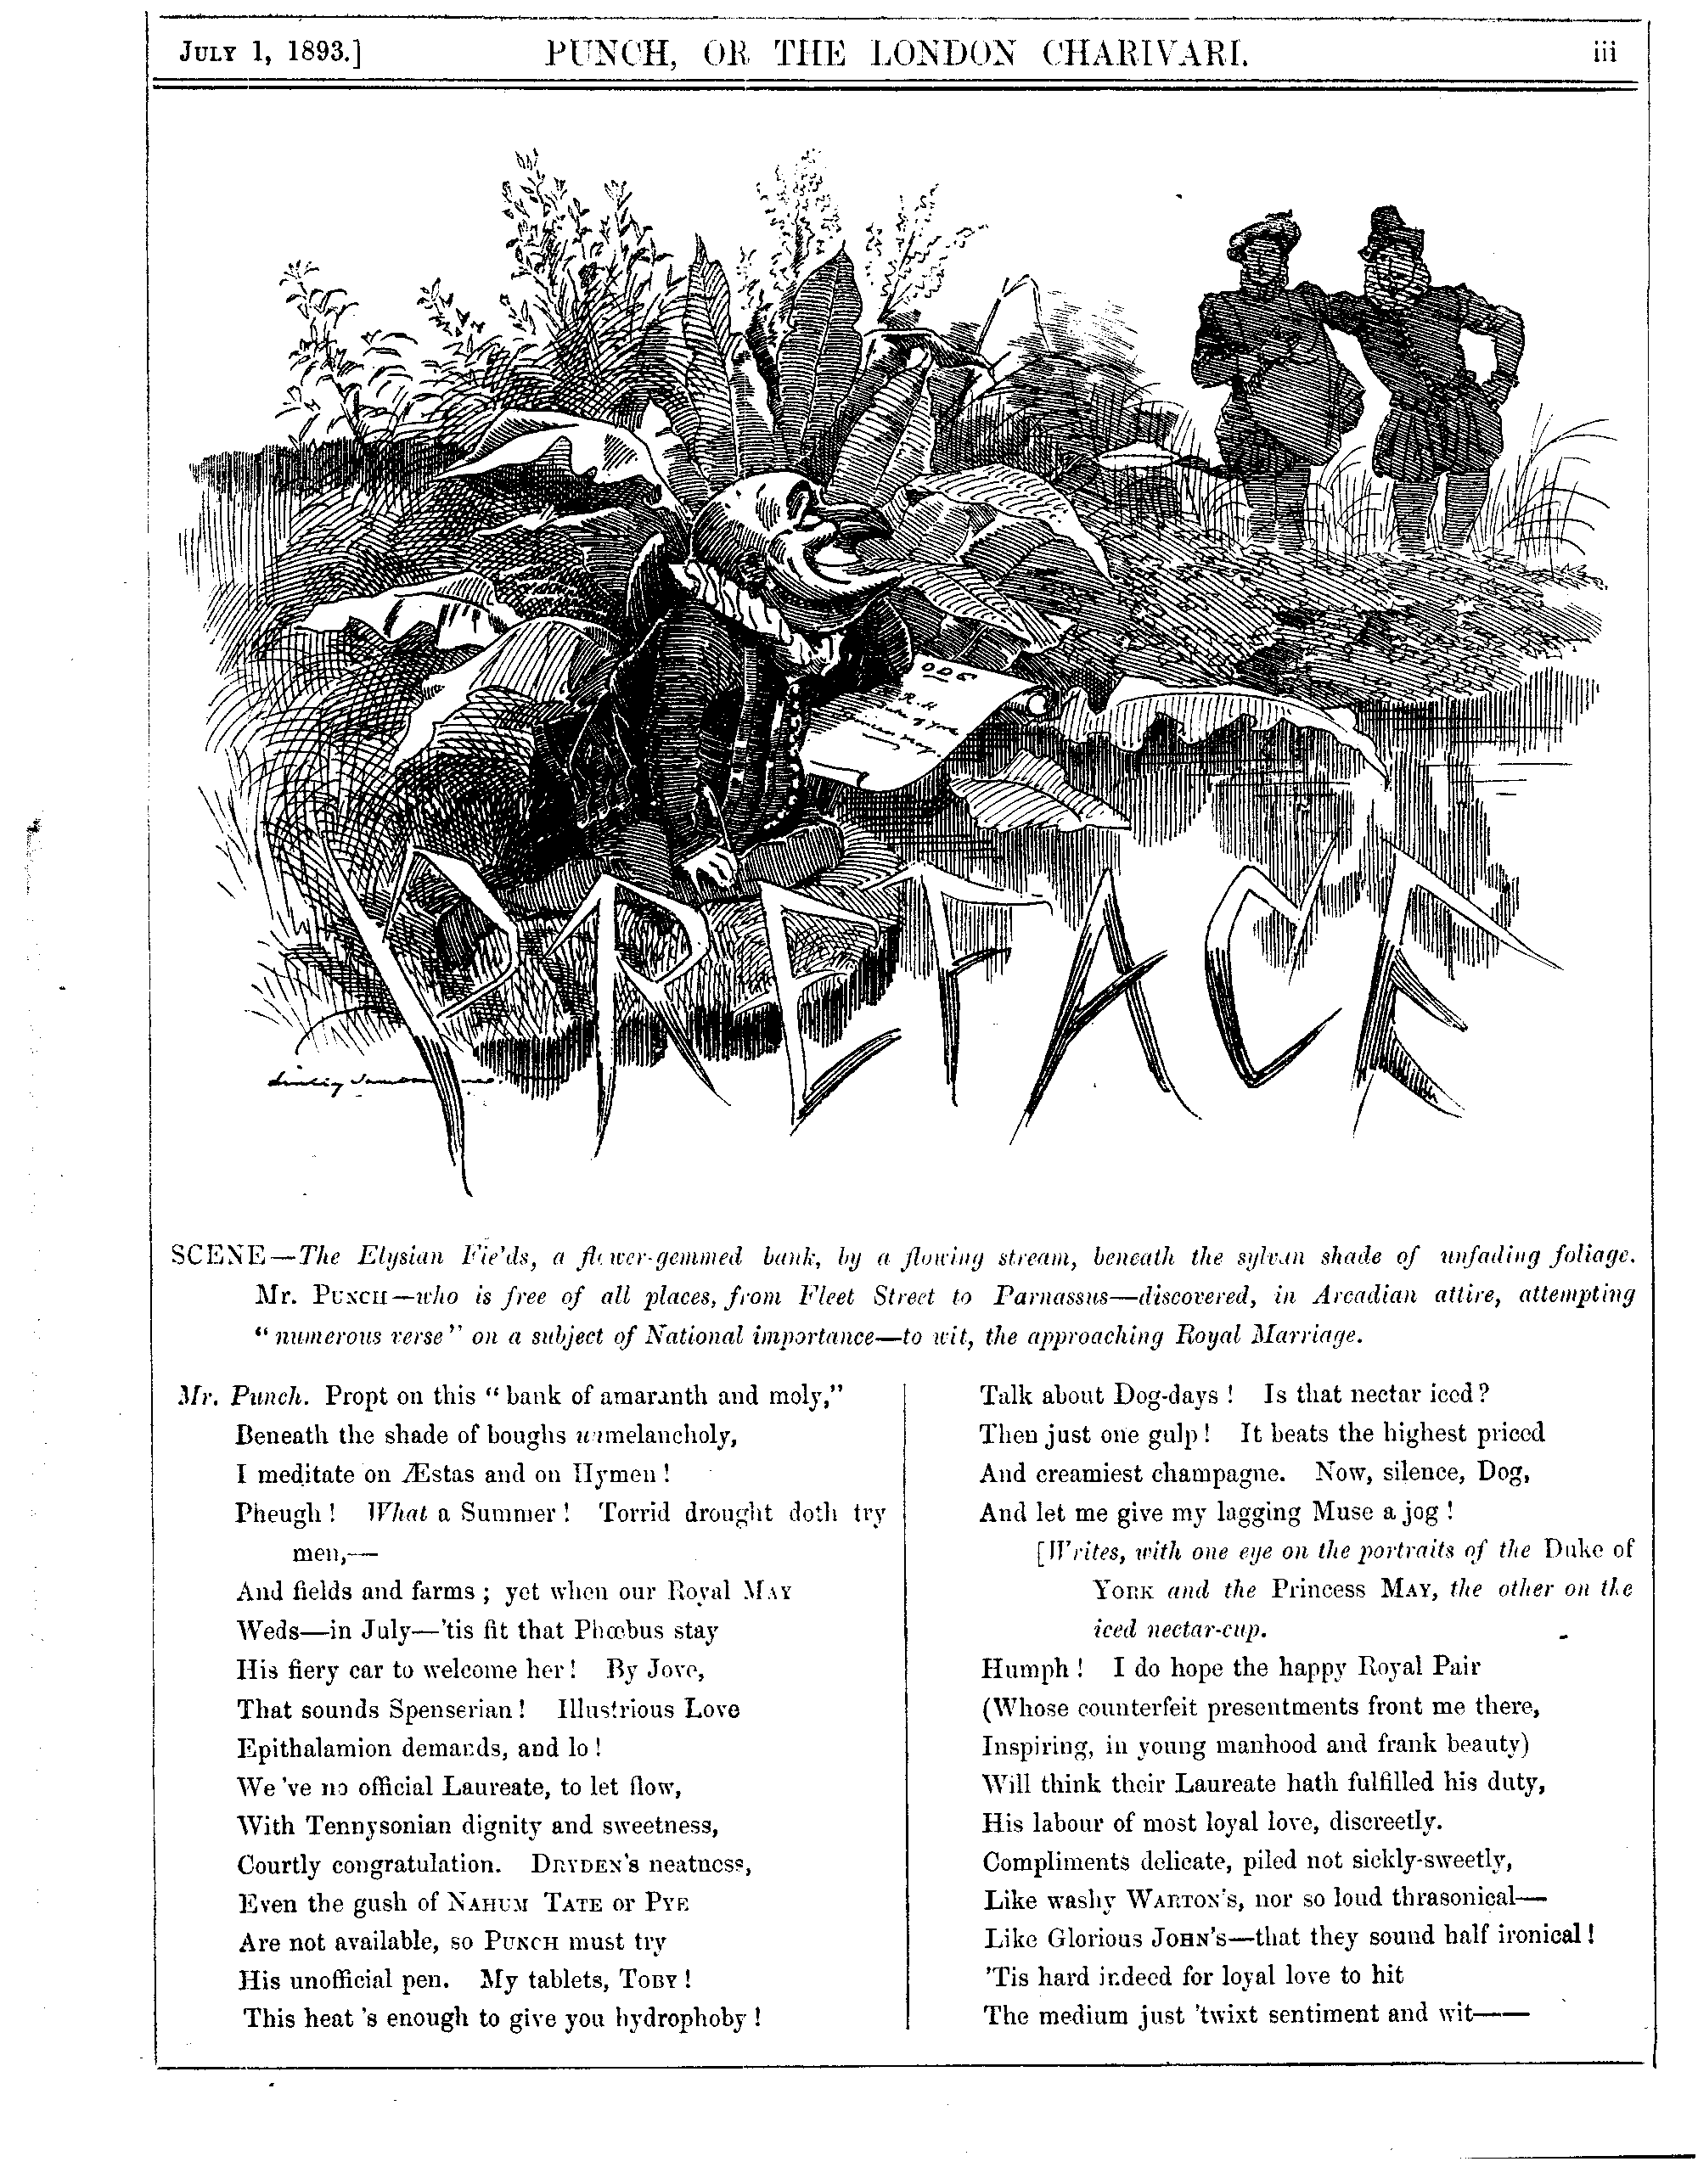 JULY 1, 1893.] PUNCH, OR THE LONDON CHARIVARI. iii
ODE
R. H
PREFACE
SCENE—The Elysian Fields, a flower-gemmed bank, by a flowing stream, beneath the sylvan shade of unfading foliage.
Mr. PUNCH—who is free of all places, from Fleet Street to Parnassus—discovered, in Arcadian attire, attempting
"numerous verse" on a subject of National importance—to wit, the approaching Royal Marriage.
Mr. Punch. Propt on this "bank of amaranth and moly,"
Beneath the shade of boughs unmelancholy,
I meditate on Æstas and on Hymen!
Pheugh! What a Summer! Torrid drought doth try
men,—
And fields and farms; yet when our Royal MAY
Weds—in July—'tis fit that Phœbus stay
His fiery car to welcome her! By Jove,
That sounds Spenserian! Illustrious Love
Epithalamion demands, and lo!
We've no official Laureate, to let flow,
With Tennysonian dignity and sweetness,
Courtly congratulation. DRYDEN'S neatness,
Even the gush of NAHUM TATE or PYE
Are not available, so PUNCH must try
His unofficial pen. My tablets, TOBY!
This heat's enough to give you hydrophoby!
Talk about Dog-days! Is that nectar iced?
Then just one gulp! It beats the highest priced
And creamiest champagne. Now, silence, Dog,
And let me give my lagging Muse a jog!
[Writes, with one eye on the portraits of the Duke of
YORK and the Princess MAY, the other on the
iced nectar-cup.
Humph! I do hope the happy Royal Pair
(Whose counterfeit presentments front me there,
Inspiring, in young manhood and frank beauty)
Will think their Laureate hath fulfilled his duty,
His labour of most loyal love, discreetly.
Compliments delicate, piled not sickly-sweetly,
Like washy WARTON'S, nor so loud thrasonical—
Like Glorious JOHN'S—that they sound half ironical!
'Tis hard indeed for loyal love to hit
The medium just 'twixt sentiment and wit——